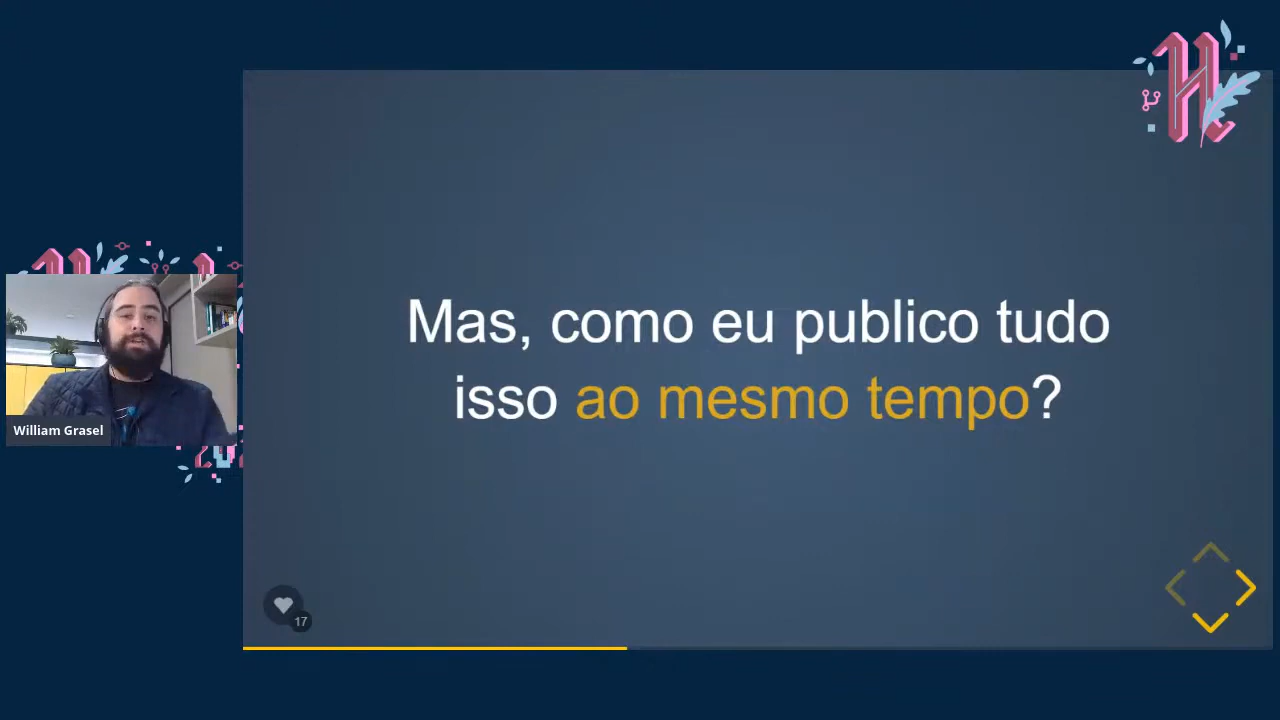 Mas, como eu publico tudo
isso ao mesmo tempo?
William Grasel
17